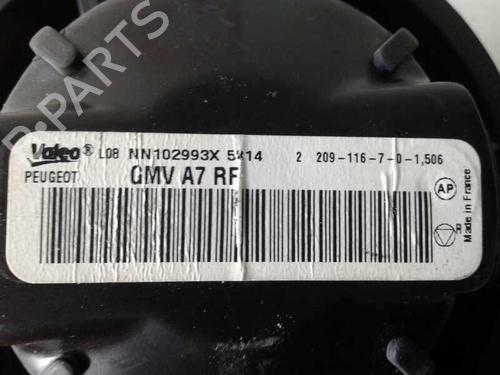 B-PARTS
Valeo® L08 NN102993X 5214 2 209-116-7-0-1,506
PEUGEOT GMV A7 RF
AP
R
Made in France